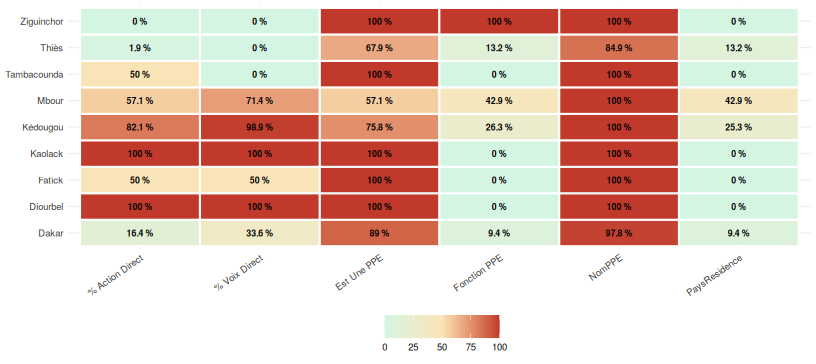 Ziguinchor 0 % 0 % 100 % 100 % 100 % 0 %
Thiès 1.9 % 0 % 67.9 % 13.2 % 84.9 % 13.2 %
Tambacounda 50 % 0 % 100 % 0 % 100 % 0 %
Mbour 57.1 % 71.4 % 57.1 % 42.9 % 100 % 42.9 %
Kédougou 82.1 % 98.9 % 75.8 % 26.3 % 100 % 25.3 %
Kaolack 100 % 100 % 100 % 0 % 100 % 0 %
Fatick 50 % 50 % 100 % 0 % 100 % 0 %
Diourbel 100 % 100 % 100 % 0 % 100 % 0 %
Dakar 16.4 % 33.6 % 89 % 9.4 % 97.8 % 9.4 %
% Action Direct % Voix Direct Est Une PPE Fonction PPE NomPPE PaysResidence
0 25 50 75 100